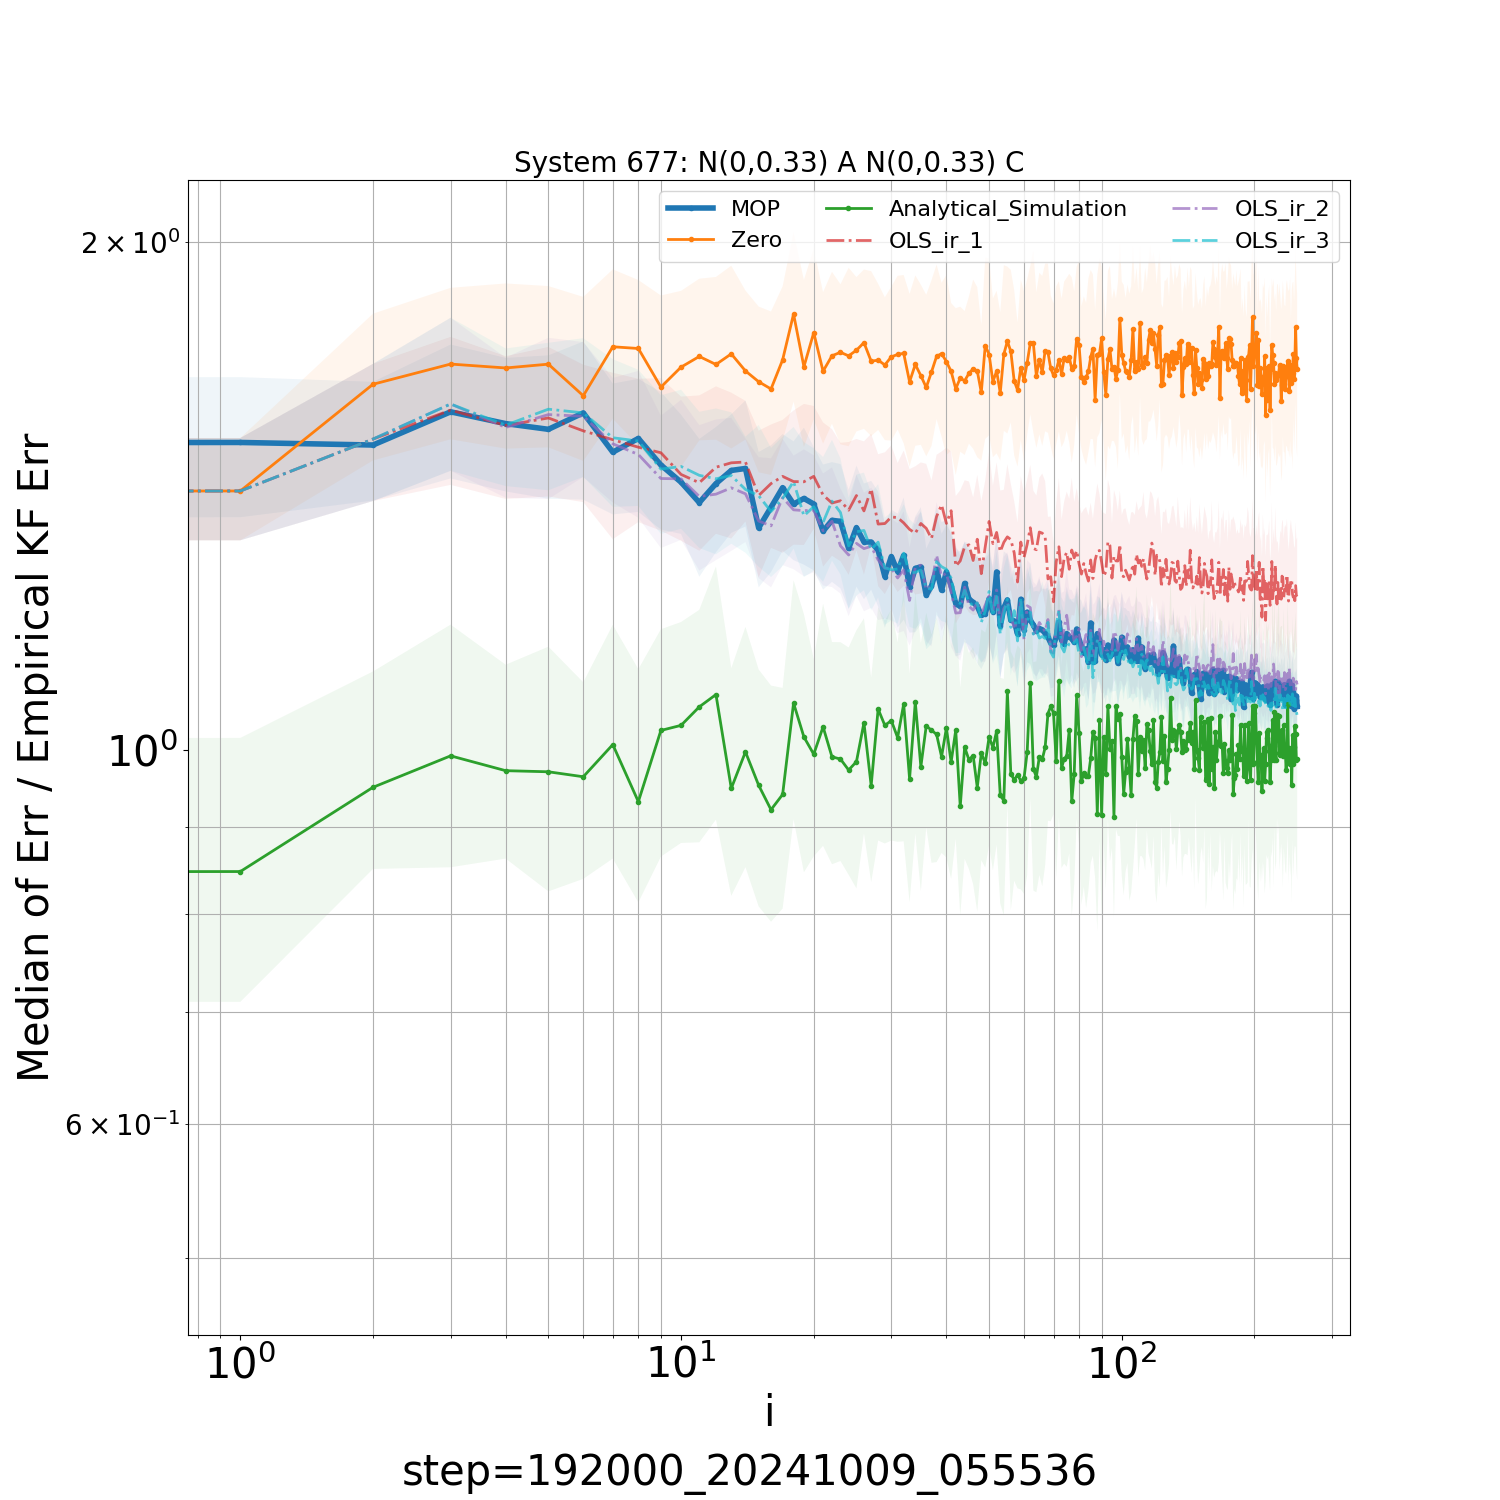 System 677: N(0,0.33) A N(0,0.33) C
MOP
Zero
Analytical_Simulation
OLS_ir_1
OLS_ir_2
OLS_ir_3
Median of Err / Empirical KF Err
2 × 10⁰
10⁰
6 × 10⁻¹
10⁰ 10¹ 10²
i
step=192000_20241009_055536